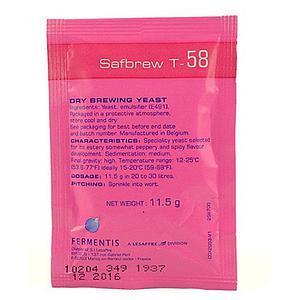 Safbrew T-58
DRY BREWING YEAST
Ingredients: Yeast, emulsifier (E491).
Packaged in a protective atmosphere,
store cool and dry
See packaging for best before end date
and batch number. Manufactured in Belgium.
CHARACTERISTICS: Speciality yeast selected
for its estery somewhat peppery and spicy flavour
development. Sedimentation: medium.
Final gravity: high. Temperature range: 12-25°C
(53.6-77°F) ideally 15-20°C (59-68°F).
DOSAGE: 11.5 g in 20 to 30 litres.
PITCHING: Sprinkle into wort.
NET WEIGHT: 11.5 g
FERMENTIS
A LESAFFRE DIVISION
Division of S.I.Lesaffre
10204 349 1937
12 2016